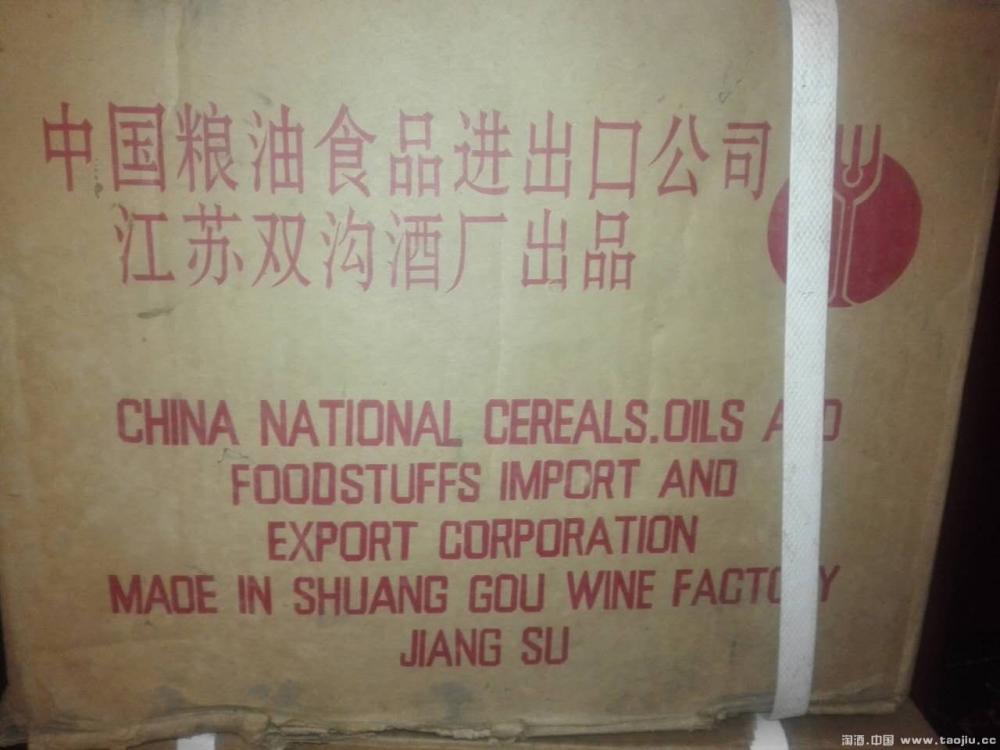 中国粮油食品进出口公司
江苏双沟酒厂出品
CHINA NATIONAL CEREALS.OILS A D
FOODSTUFFS IMPORT AND
EXPORT CORPORATION
MADE IN SHUANG GOU WINE FACTORY
JIANG SU
淘酒.中国 www.taojiu.cc